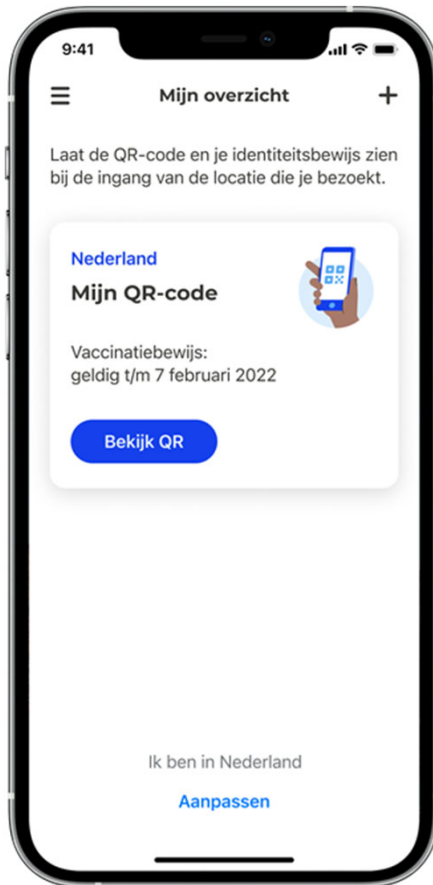 9:41
Mijn overzicht
Laat de QR-code en je identiteitsbewijs zien
bij de ingang van de locatie die je bezoekt.
Nederland
Mijn QR-code
Vaccinatiebewijs:
geldig t/m 7 februari 2022
Bekijk QR
Ik ben in Nederland
Aanpassen